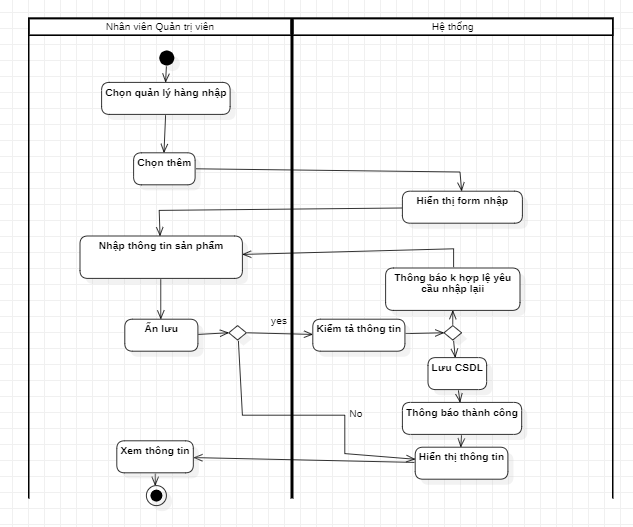 Nhân viên Quản trị viên
Hệ thống
Chọn quản lý hàng nhập
Chọn thêm
Hiển thị form nhập
Nhập thông tin sản phẩm
Thông báo k hợp lệ yêu
cầu nhập lạii
Ấn lưu
yes
Kiểm tả thông tin
Lưu CSDL
Thông báo thành công
No
Xem thông tin
Hiển thị thông tin